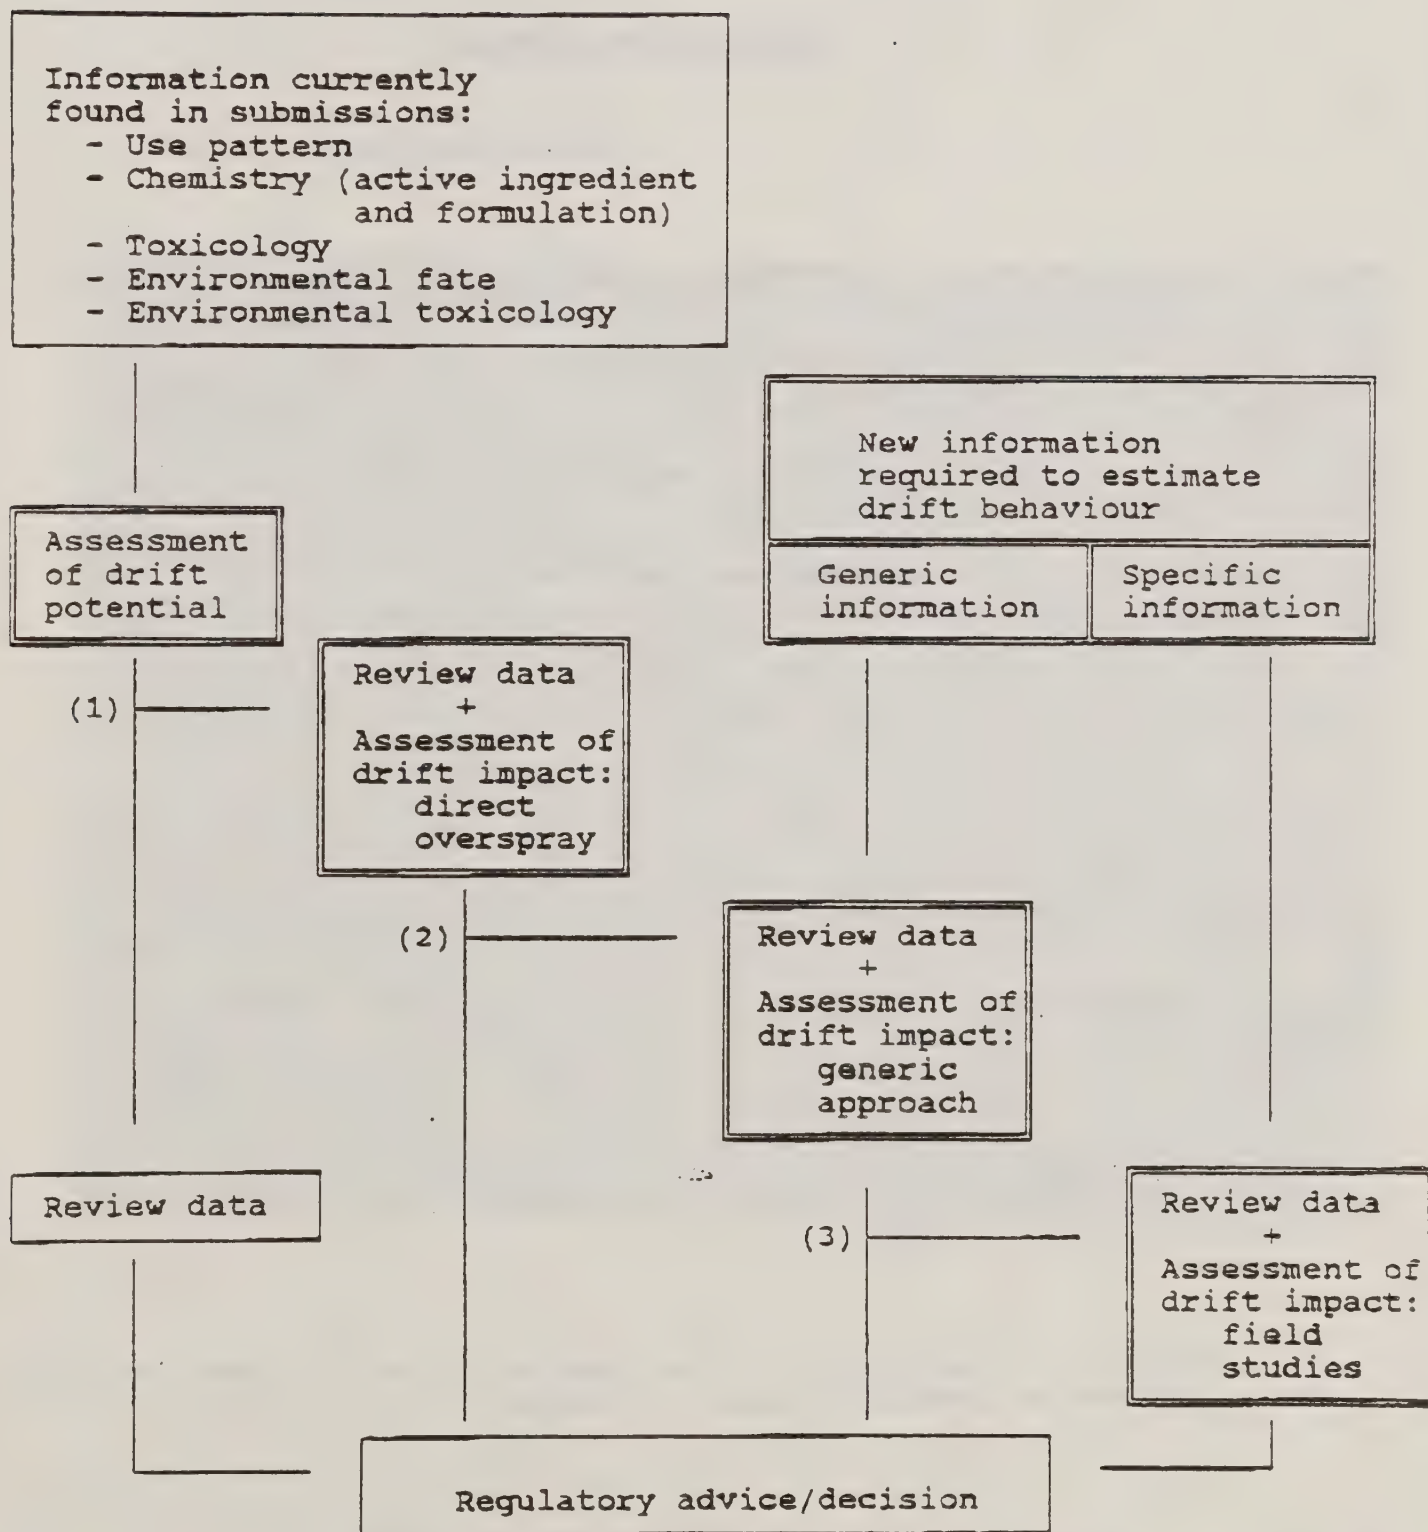 Information currently
found in submissions:
- Use pattern
- Chemistry (active ingredient
and formulation)
- Toxicology
- Environmental fate
- Environmental toxicology
New information
required to estimate
drift behaviour
Generic
information
Specific
information
Assessment
of drift
potential
(1)
Review data
+
Assessment of
drift impact:
direct
overspray
(2)
Review data
+
Assessment of
drift impact:
generic
approach
Review data
(3)
Review data
+
Assessment of
drift impact:
field
studies
Regulatory advice/decision